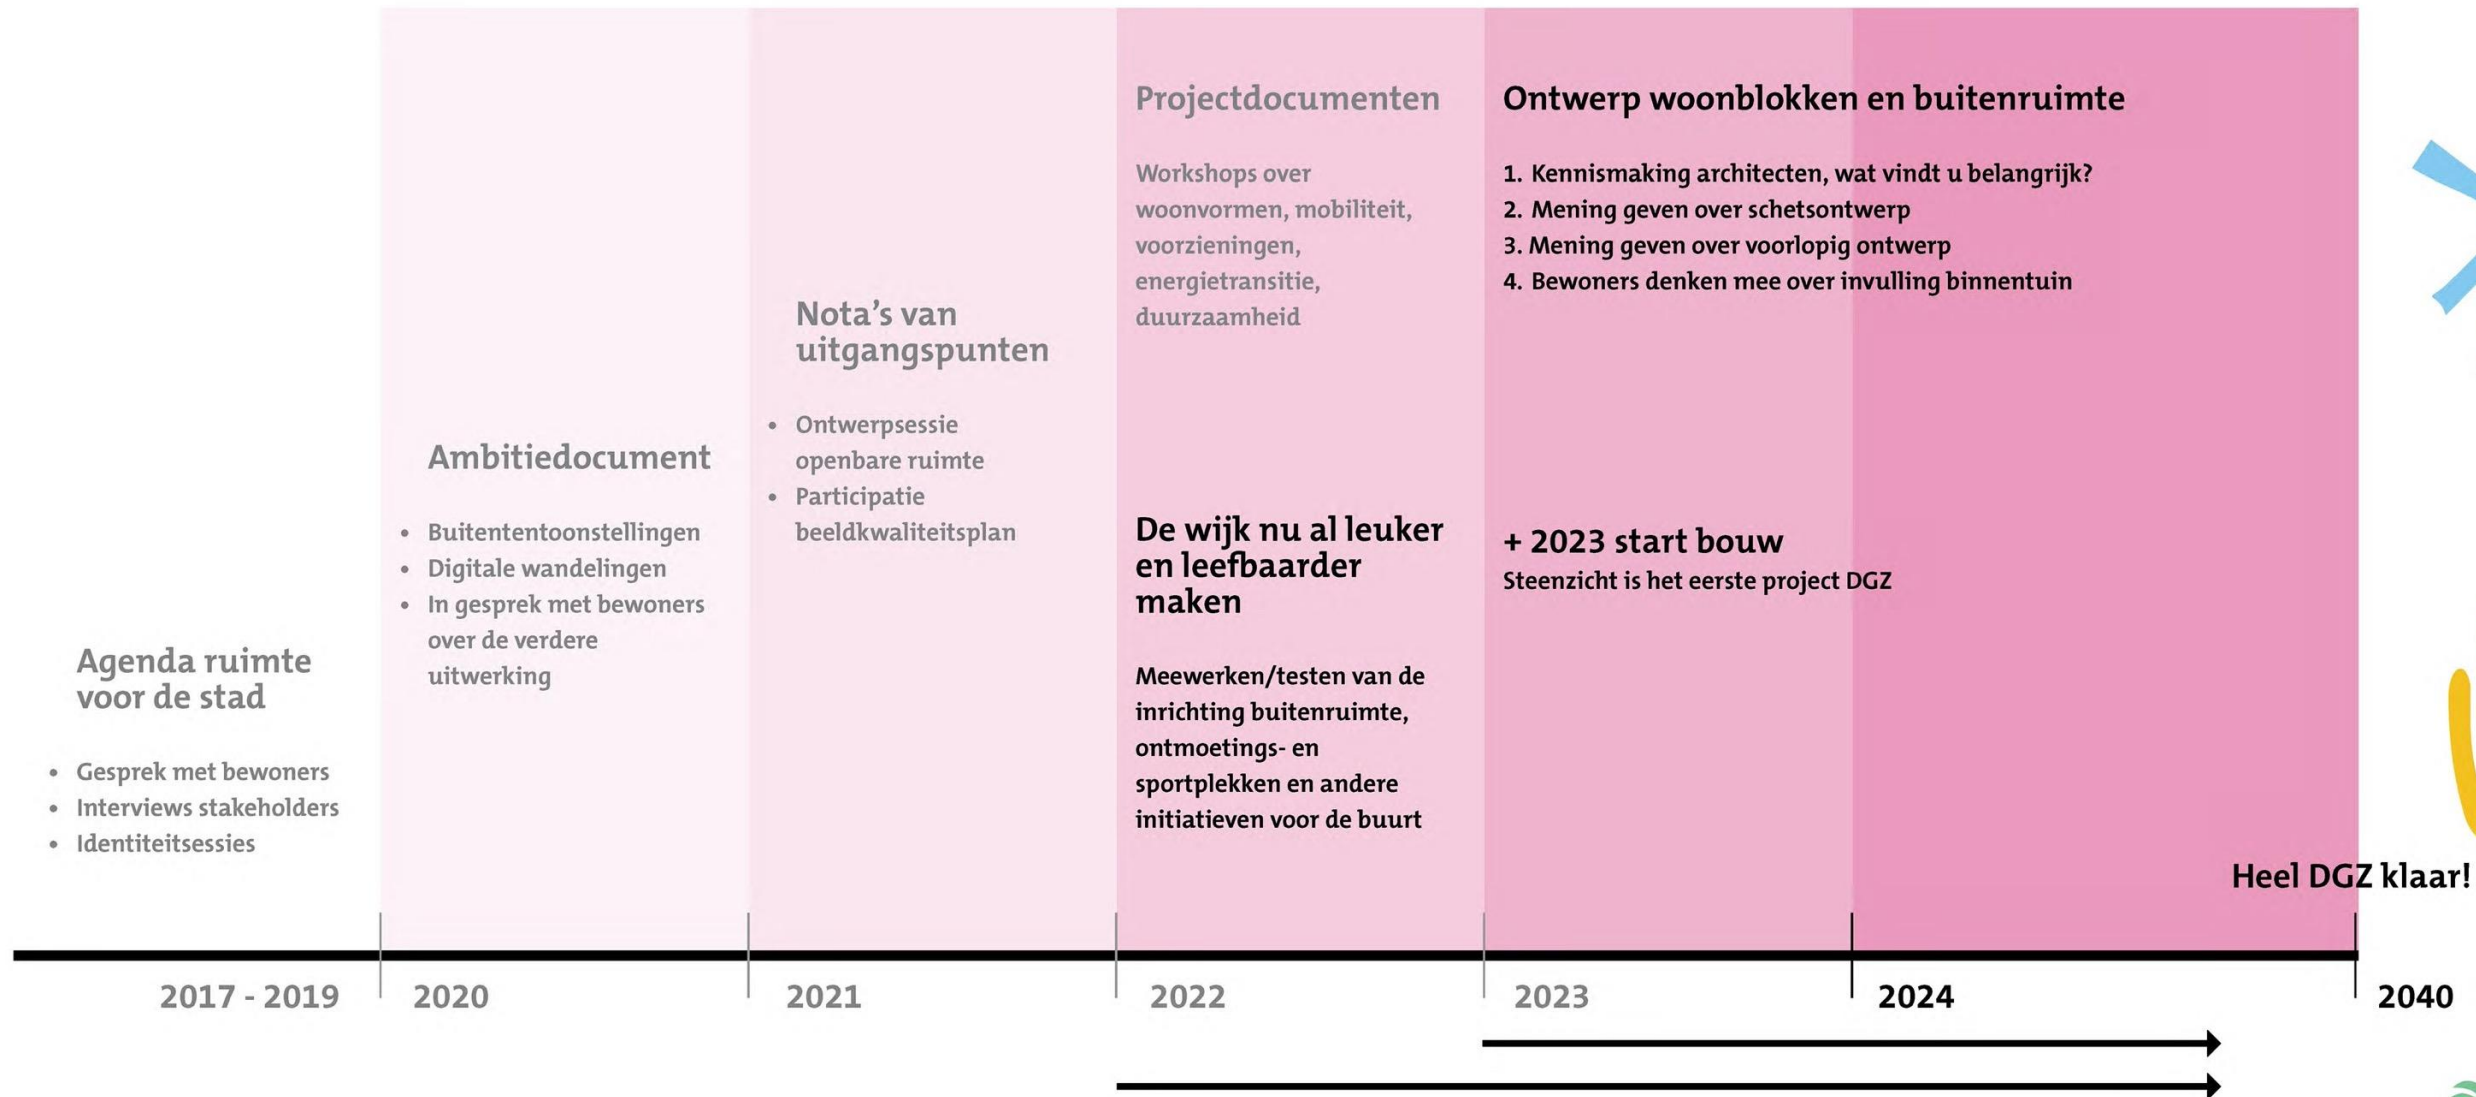 Agenda ruimte
voor de stad
• Gesprek met bewoners
• Interviews stakeholders
• Identiteitsessies
Ambitiedocument
• Buitententoonstellingen
• Digitale wandelingen
• In gesprek met bewoners
over de verdere
uitwerking
Nota’s van
uitgangspunten
• Ontwerpsessie
openbare ruimte
• Participatie
beeldkwaliteitsplan
Projectdocumenten
Workshops over
woonvormen, mobiliteit,
voorzieningen,
energietransitie,
duurzaamheid
De wijk nu al leuker
en leefbaarder
maken
Meewerken/testen van de
inrichting buitenruimte,
ontmoetings- en
sportplekken en andere
initiatieven voor de buurt
Ontwerp woonblokken en buitenruimte
1. Kennismaking architecten, wat vindt u belangrijk?
2. Mening geven over schetsontwerp
3. Mening geven over voorlopig ontwerp
4. Bewoners denken mee over invulling binnentuin
+ 2023 start bouw
Steenzicht is het eerste project DGZ
Heel DGZ klaar!
2017 - 2019
2020
2021
2022
2023
2024
2040